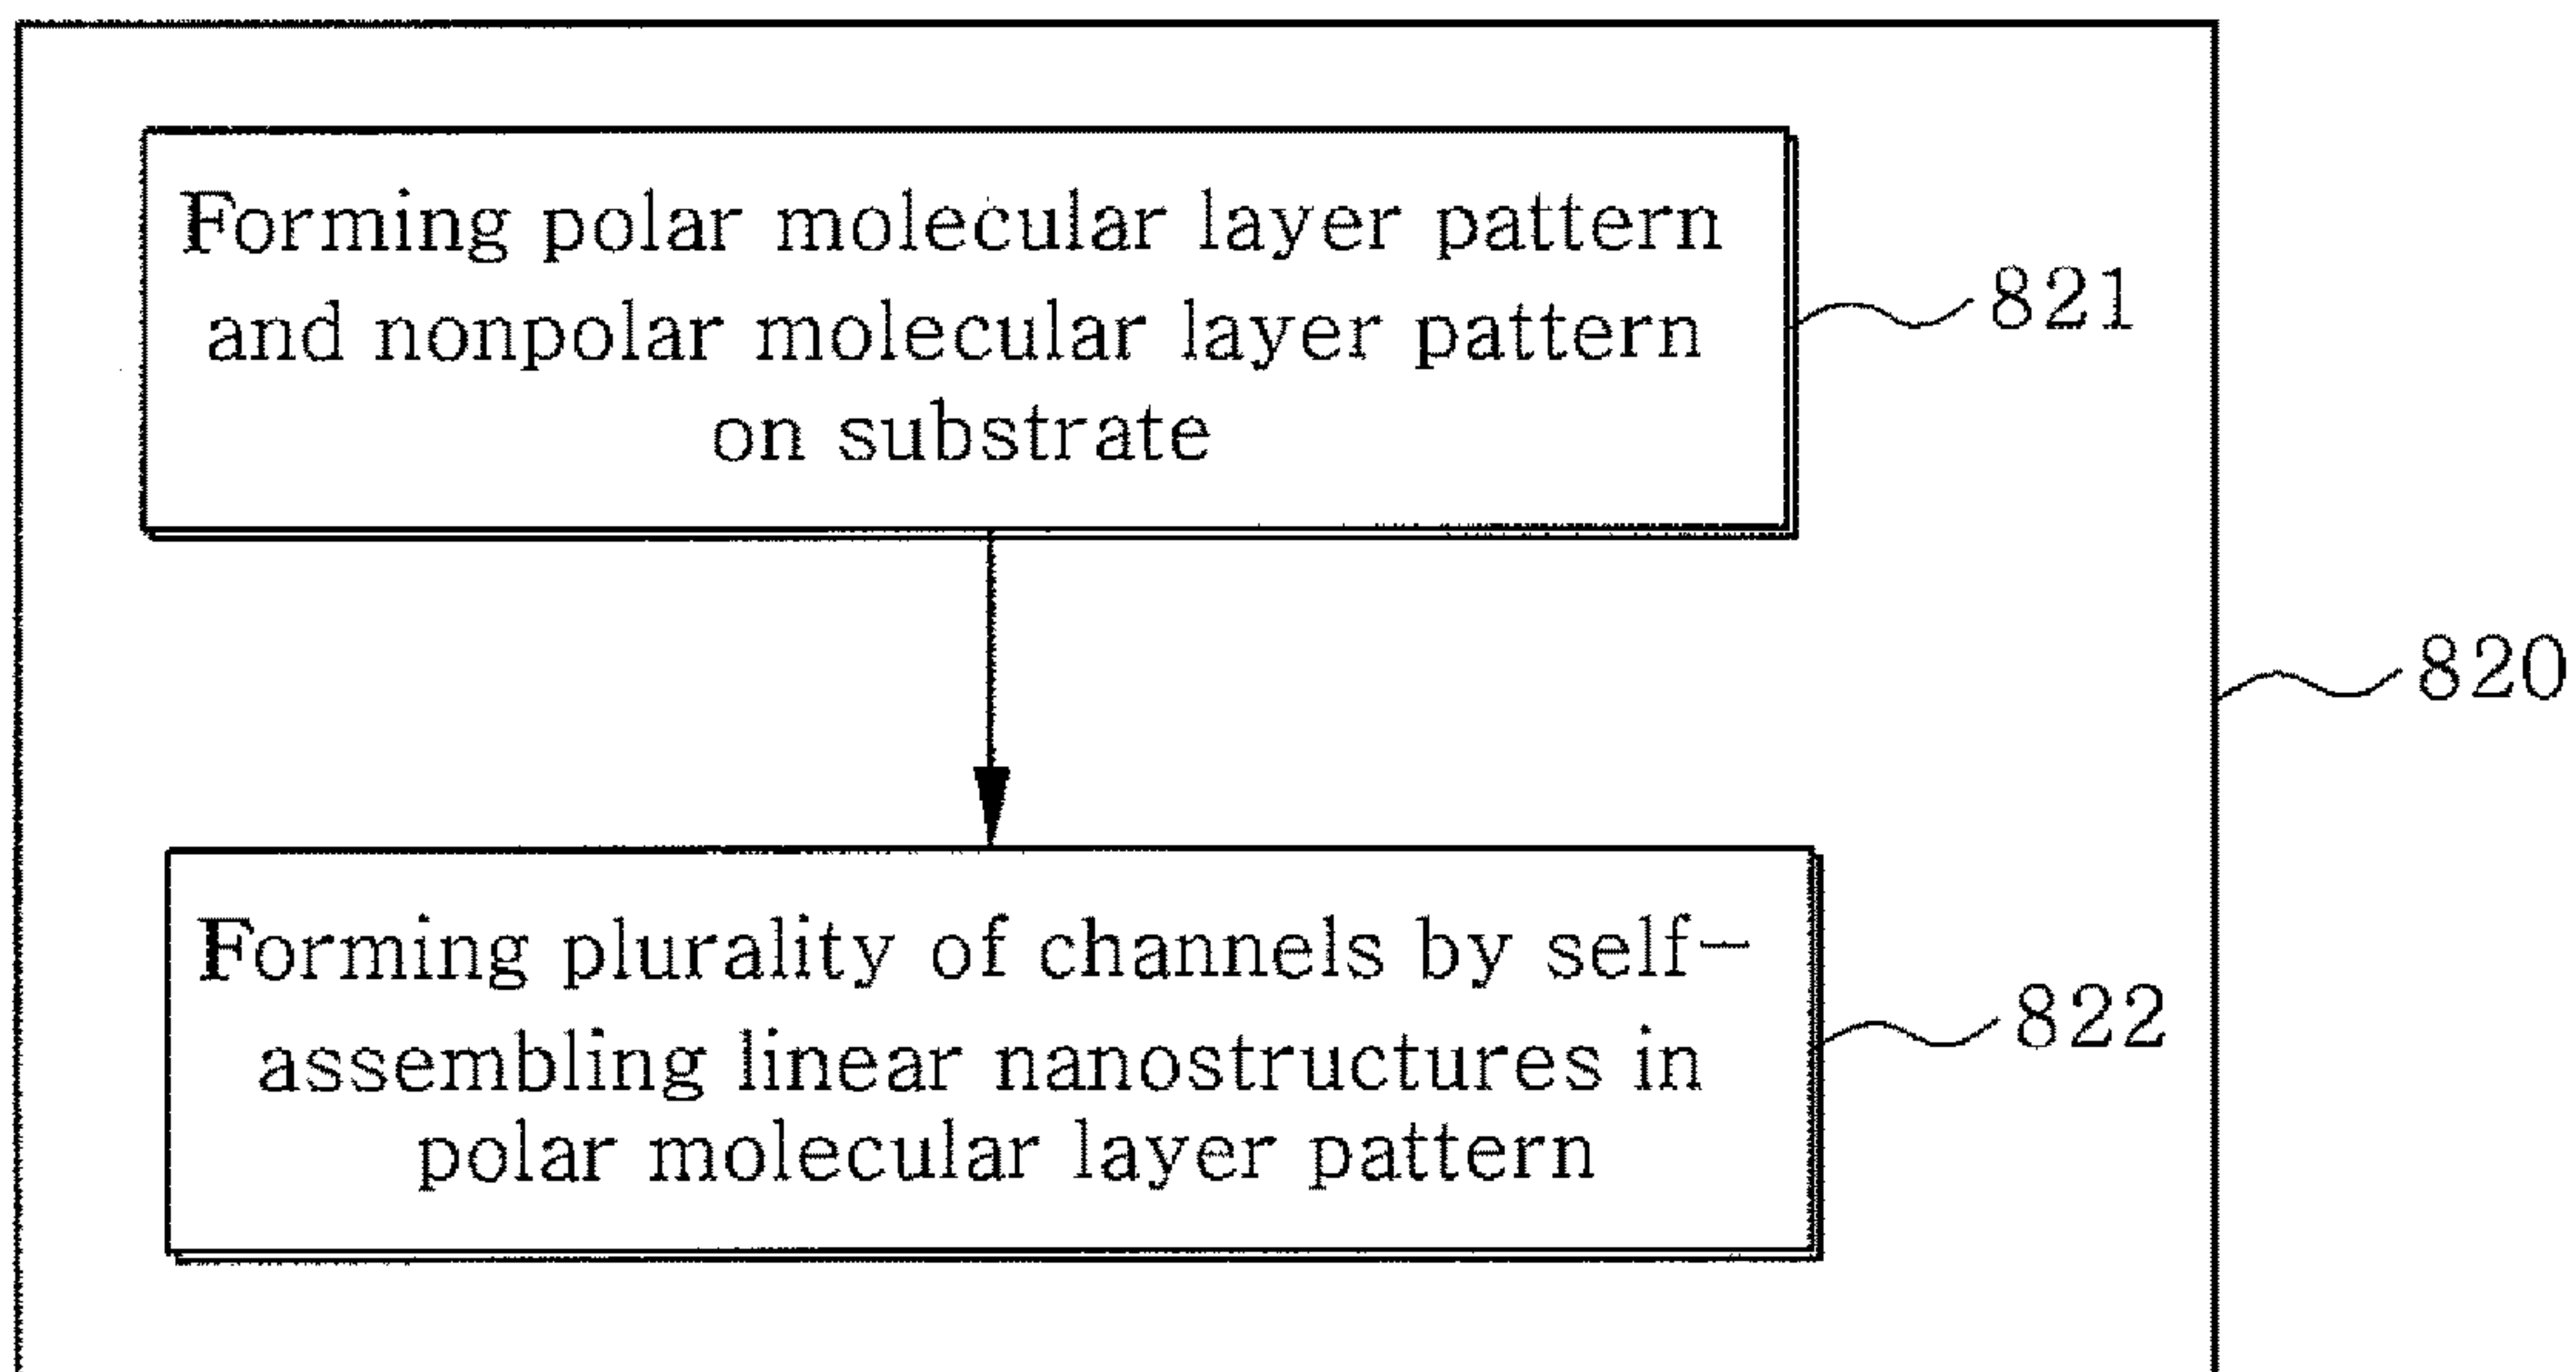 Forming polar molecular layer pattern
and nonpolar molecular layer pattern
on substrate
821
820
Forming plurality of channels by self-
assembling linear nanostructures in
polar molecular layer pattern
822